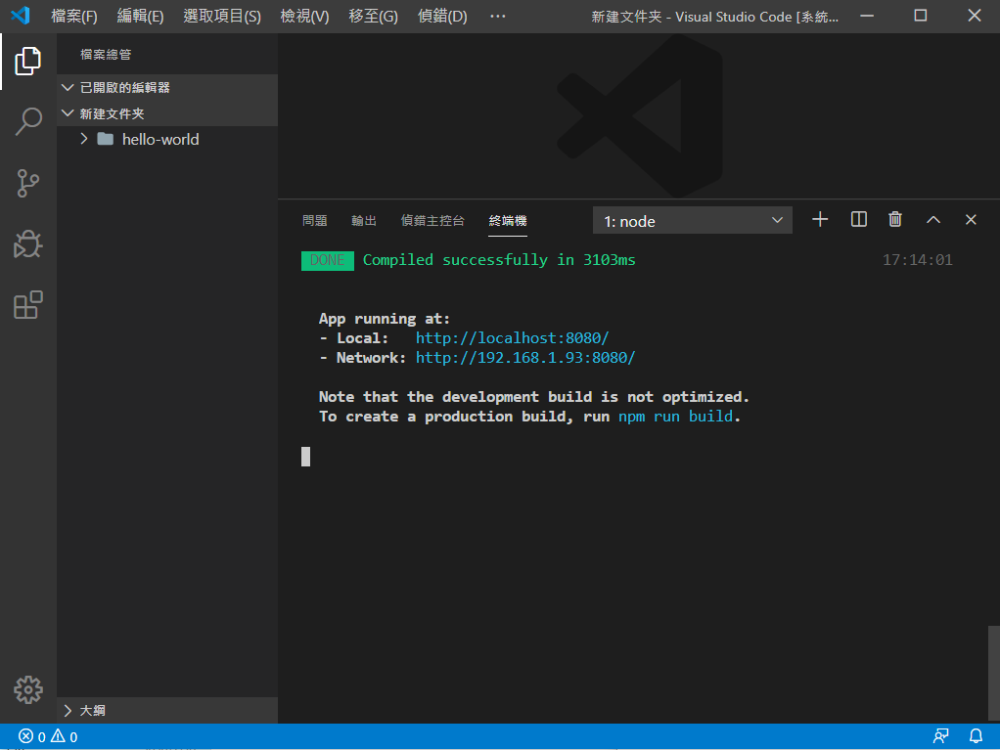 檔案(F) 編輯(E) 選取項目(S) 檢視(V) 移至(G) 偵錯(D) ··· 新建文件夹 - Visual Studio Code [系統...
檔案總管
已開啟的編輯器
新建文件夹
hello-world
問題 輸出 偵錯主控台 終端機 1: node
DONE Compiled successfully in 3103ms 17:14:01
App running at:
- Local: http://localhost:8080/
- Network: http://192.168.1.93:8080/
Note that the development build is not optimized.
To create a production build, run npm run build.
大綱
0 0